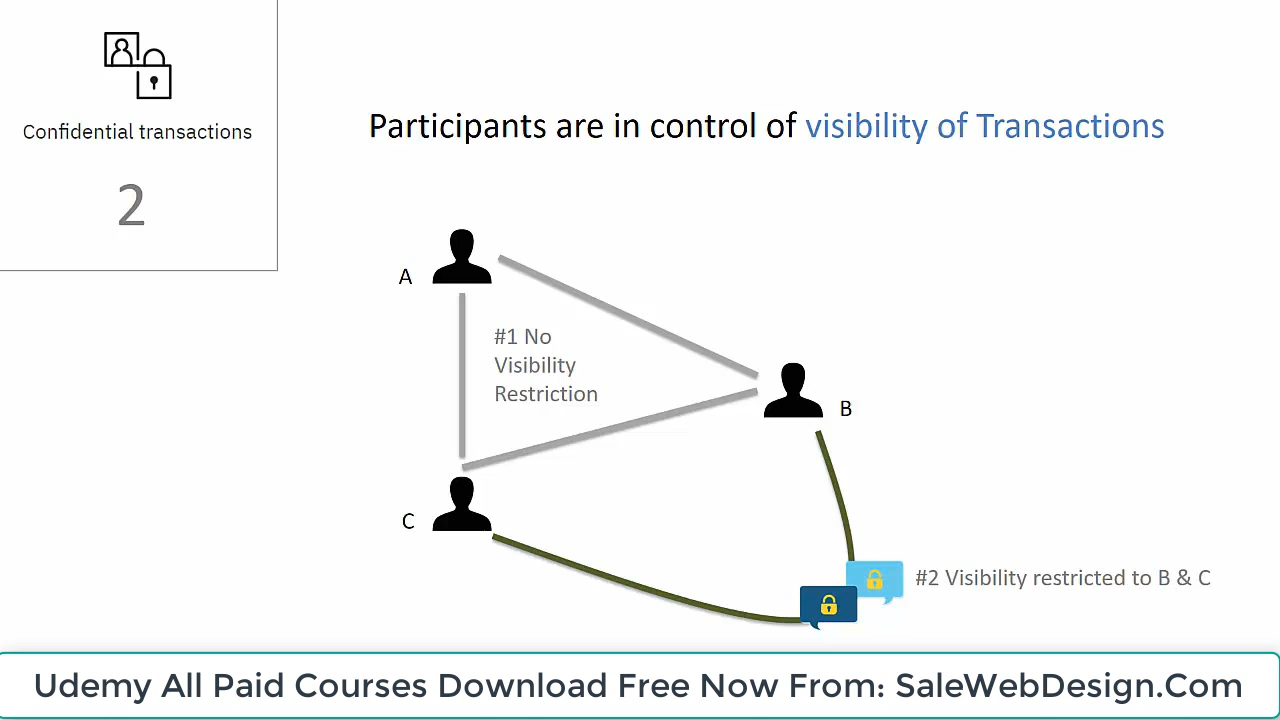 Confidential transactions
2
Participants are in control of visibility of Transactions
A
#1 No
Visibility
Restriction
B
C
#2 Visibility restricted to B & C
Udemy All Paid Courses Download Free Now From: SaleWebDesign.Com